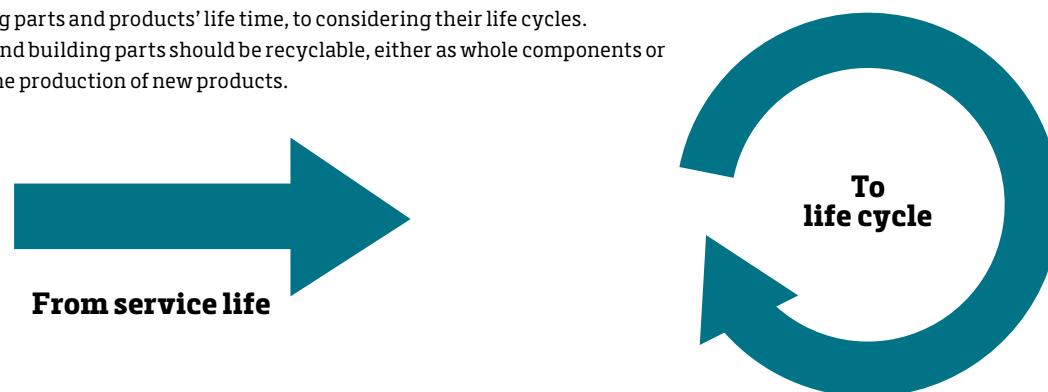 g parts and products’ life time, to considering their life cycles.
nd building parts should be recyclable, either as whole components or
ne production of new products.
To
life cycle
From service life